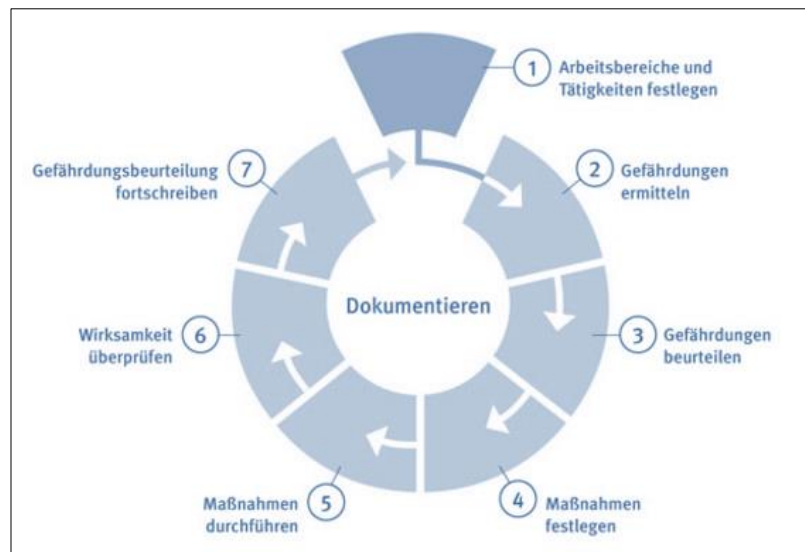 1
Arbeitsbereiche und
Tätigkeiten festlegen
2
Gefährdungen
ermitteln
3
Gefährdungen
beurteilen
4
Maßnahmen
festlegen
5
Maßnahmen
durchführen
6
Wirksamkeit
überprüfen
7
Gefährdungsbeurteilung
fortschreiben
Dokumentieren